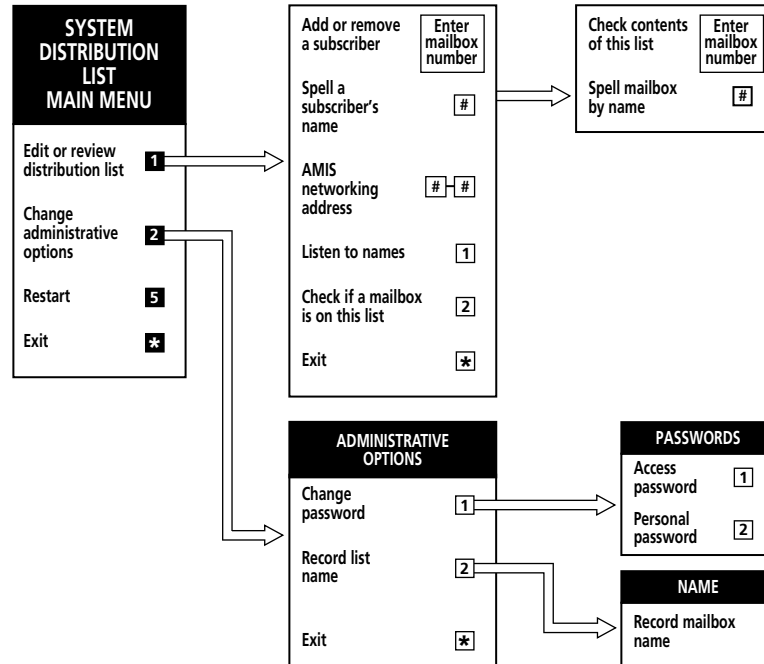 SYSTEM
DISTRIBUTION
LIST
MAIN MENU
Edit or review
distribution list 1
Change
administrative
options 2
Restart 5
Exit *
Add or remove
a subscriber
Enter
mailbox
number
Spell a
subscriber's
name #
AMIS
networking
address # #
Listen to names 1
Check if a mailbox
is on this list 2
Exit *
Check contents
of this list
Enter
mailbox
number
Spell mailbox
by name #
ADMINISTRATIVE
OPTIONS
Change
password 1
Record list
name 2
Exit *
PASSWORDS
Access
password 1
Personal
password 2
NAME
Record mailbox
name